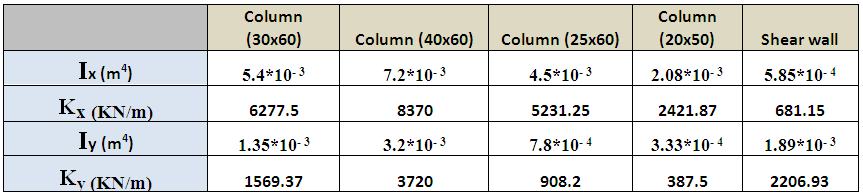 Column (30x60) Column (40x60) Column (25x60) Column (20x50) Shear wall
Ix (m⁴) 5.4*10⁻³ 7.2*10⁻³ 4.5*10⁻³ 2.08*10⁻³ 5.85*10⁻⁴
Kx (KN/m) 6277.5 8370 5231.25 2421.87 681.15
Iy (m⁴) 1.35*10⁻³ 3.2*10⁻³ 7.8*10⁻⁴ 3.33*10⁻⁴ 1.89*10⁻³
Ky (KN/m) 1569.37 3720 908.2 387.5 2206.93